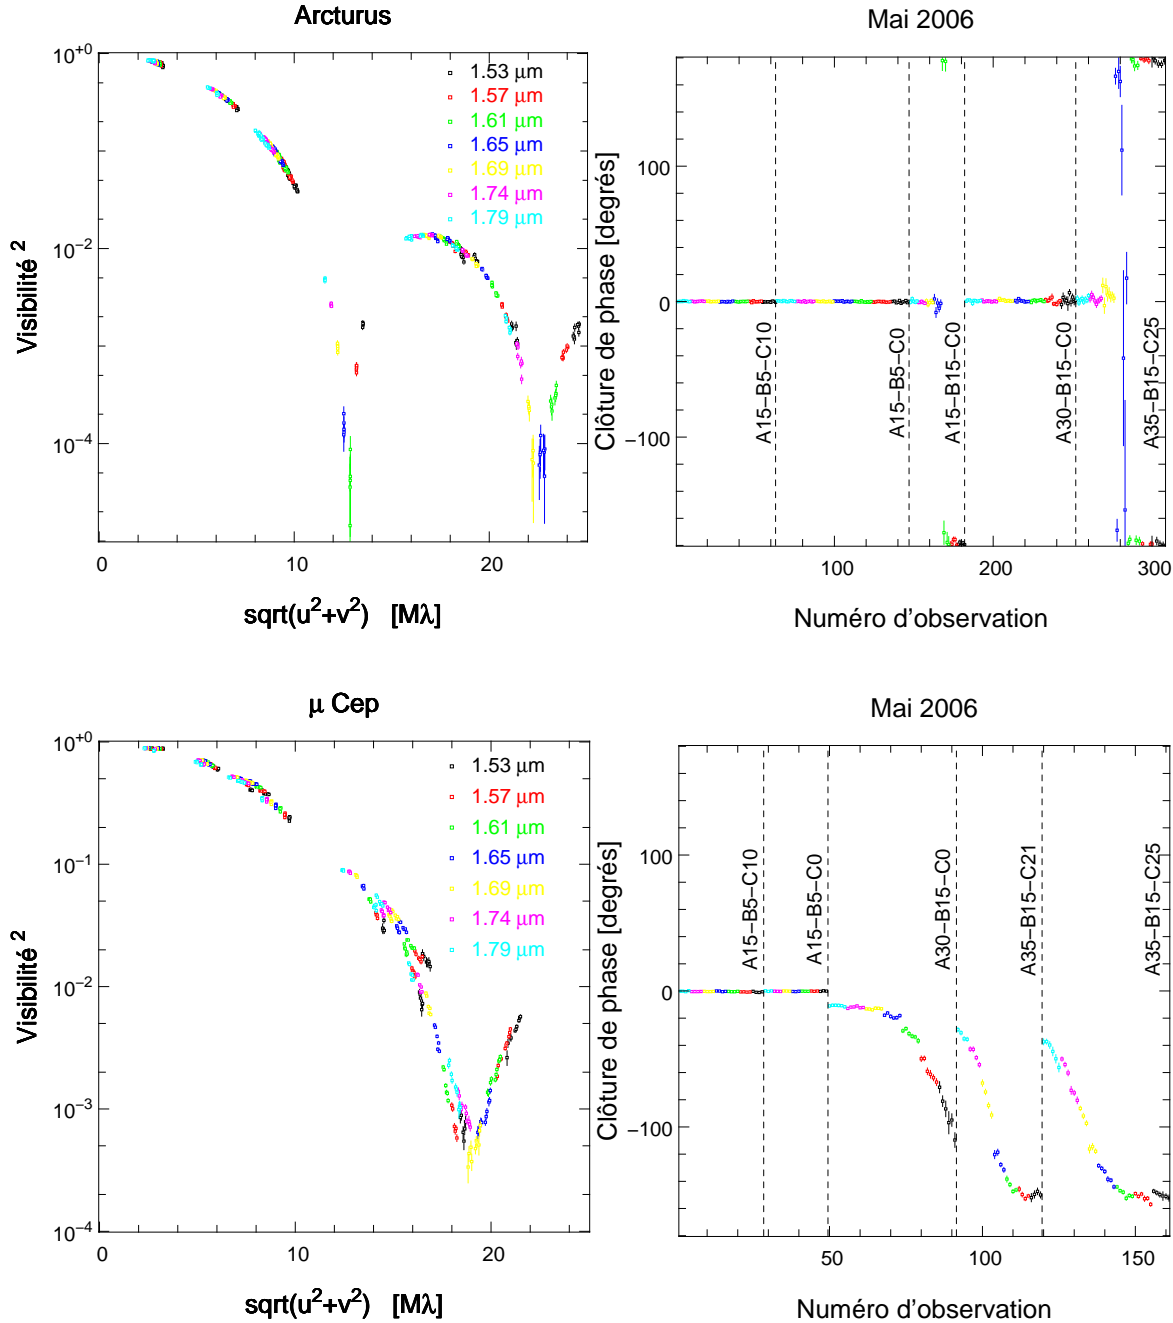 Arcturus
10^+0
10^−2
10^−4
0
10
20
Visibilité 2
sqrt(u^2+v^2) [Mλ]
1.53 μm
1.57 μm
1.61 μm
1.65 μm
1.69 μm
1.74 μm
1.79 μm
Mai 2006
100
0
−100
100
200
300
Clôture de phase [degrés]
Numéro d'observation
A15−B5−C10
A15−B5−C0
A15−B15−C0
A30−B15−C0
A35−B15−C25
μ Cep
10^+0
10^−1
10^−2
10^−3
10^−4
0
10
20
Visibilité 2
sqrt(u^2+v^2) [Mλ]
1.53 μm
1.57 μm
1.61 μm
1.65 μm
1.69 μm
1.74 μm
1.79 μm
Mai 2006
100
0
−100
50
100
150
Clôture de phase [degrés]
Numéro d'observation
A15−B5−C10
A15−B5−C0
A30−B15−C0
A35−B15−C21
A35−B15−C25